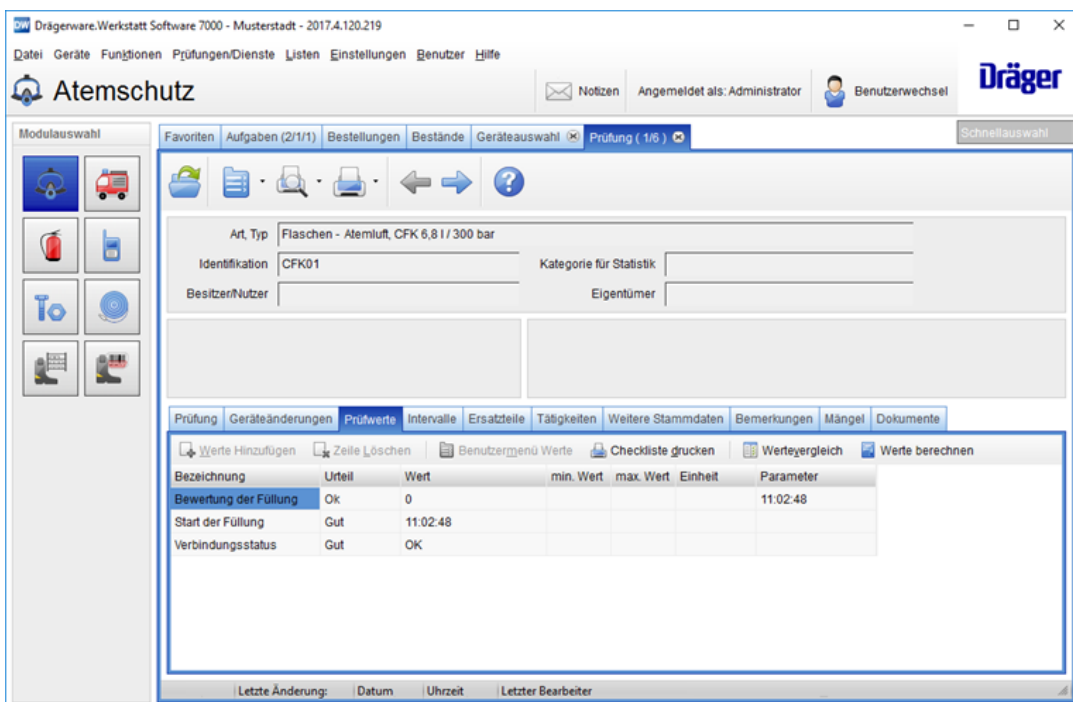 DW Drägerware.Werkstatt Software 7000 - Musterstadt - 2017.4.120.219
Datei Geräte Funktionen Prüfungen/Dienste Listen Einstellungen Benutzer Hilfe
Atemschutz Notizen Angemeldet als: Administrator Benutzerwechsel Dräger
Modulauswahl Favoriten Aufgaben (2/1/1) Bestellungen Bestände Geräteauswahl Prüfung ( 1/6 ) Schnellauswahl
Art, Typ Flaschen - Atemluft, CFK 6,8 l / 300 bar
Identifikation CFK01 Kategorie für Statistik
Besitzer/Nutzer Eigentümer
Prüfung Geräteänderungen Prüfwerte Intervalle Ersatzteile Tätigkeiten Weitere Stammdaten Bemerkungen Mängel Dokumente
Werte Hinzufügen Zeile Löschen Benutzermenü Werte Checkliste drucken Wertevergleich Werte berechnen
Bezeichnung Urteil Wert min. Wert max. Wert Einheit Parameter
Bewertung der Füllung Ok 0 11:02:48
Start der Füllung Gut 11:02:48
Verbindungsstatus Gut OK
Letzte Änderung: Datum Uhrzeit Letzter Bearbeiter